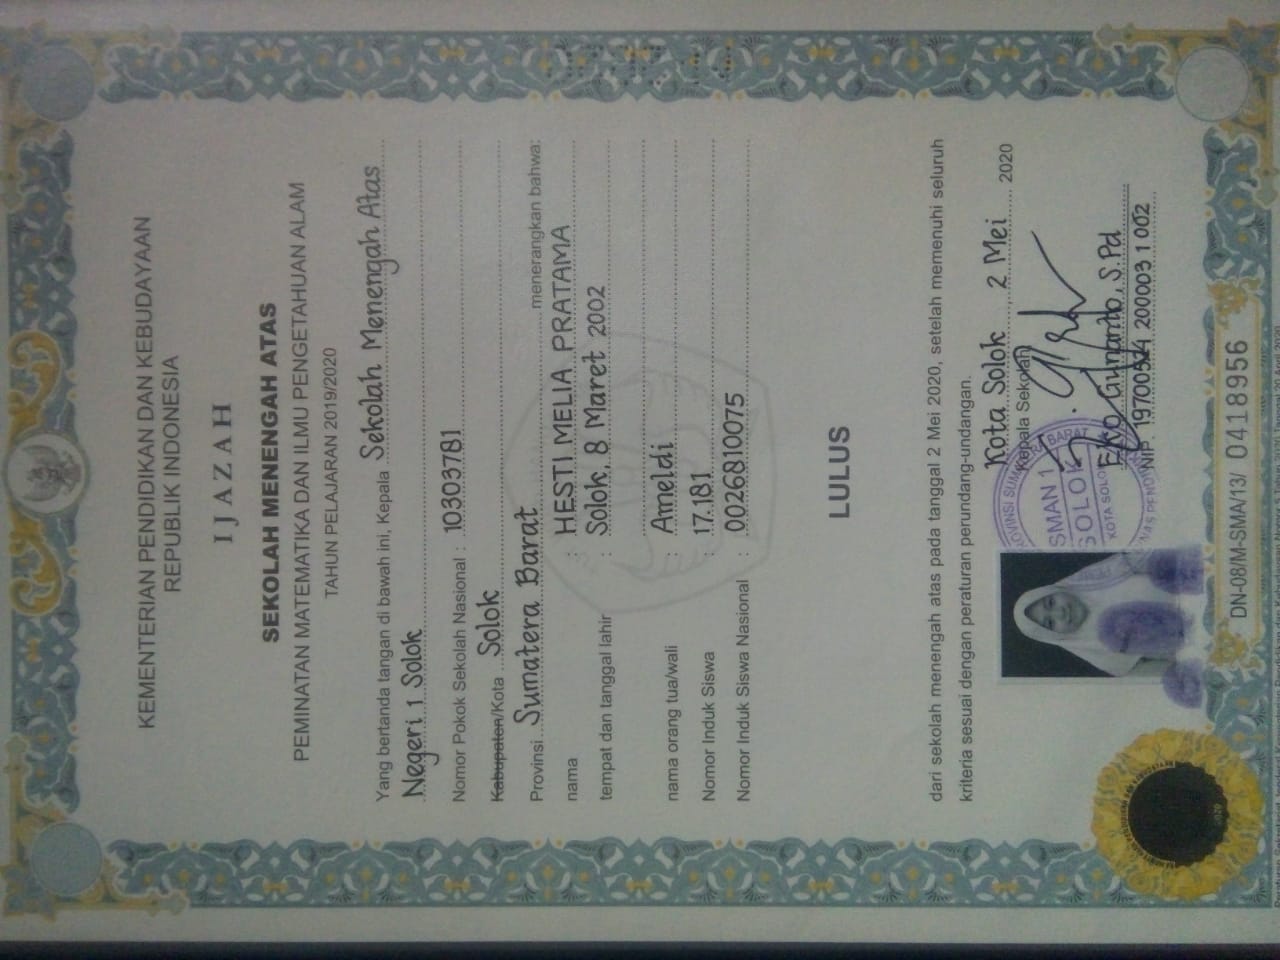 KEMENTERIAN PENDIDIKAN DAN KEBUDAYAAN
REPUBLIK INDONESIA
IJAZAH
SEKOLAH MENENGAH ATAS
PEMINATAN MATEMATIKA DAN ILMU PENGETAHUAN ALAM
TAHUN PELAJARAN 2019/2020
Yang bertanda tangan di bawah ini, Kepala Sekolah Menengah Atas
Negeri 1 Solok
Nomor Pokok Sekolah Nasional : 10303781
Kabupaten/Kota Solok
Provinsi Sumatera Barat menerangkan bahwa:
nama : HESTI MELIA PRATAMA
tempat dan tanggal lahir : Solok, 8 Maret 2002
nama orang tua/wali : Ameldi
Nomor Induk Siswa : 17.181
Nomor Induk Siswa Nasional : 0026810075
LULUS
dari sekolah menengah atas pada tanggal 2 Mei 2020, setelah memenuhi seluruh
kriteria sesuai dengan peraturan perundang-undangan.
Kota Solok, 2 Mei 2020
Kepala Sekolah
SMAN 1
SOLOK
KOTA SOLOK
Eko Gunardo, S.Pd
NIP. 19700524 200003 1 002
DN-08/M-SMA/13/ 0418956